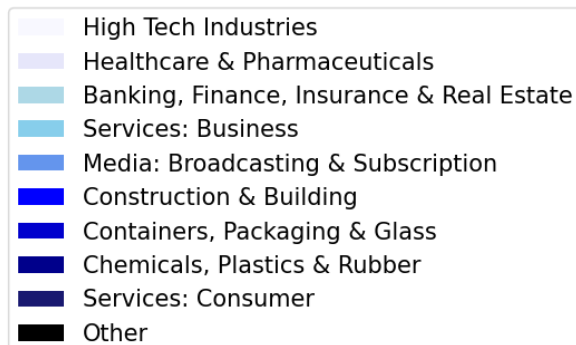 High Tech Industries
Healthcare & Pharmaceuticals
Banking, Finance, Insurance & Real Estate
Services: Business
Media: Broadcasting & Subscription
Construction & Building
Containers, Packaging & Glass
Chemicals, Plastics & Rubber
Services: Consumer
Other